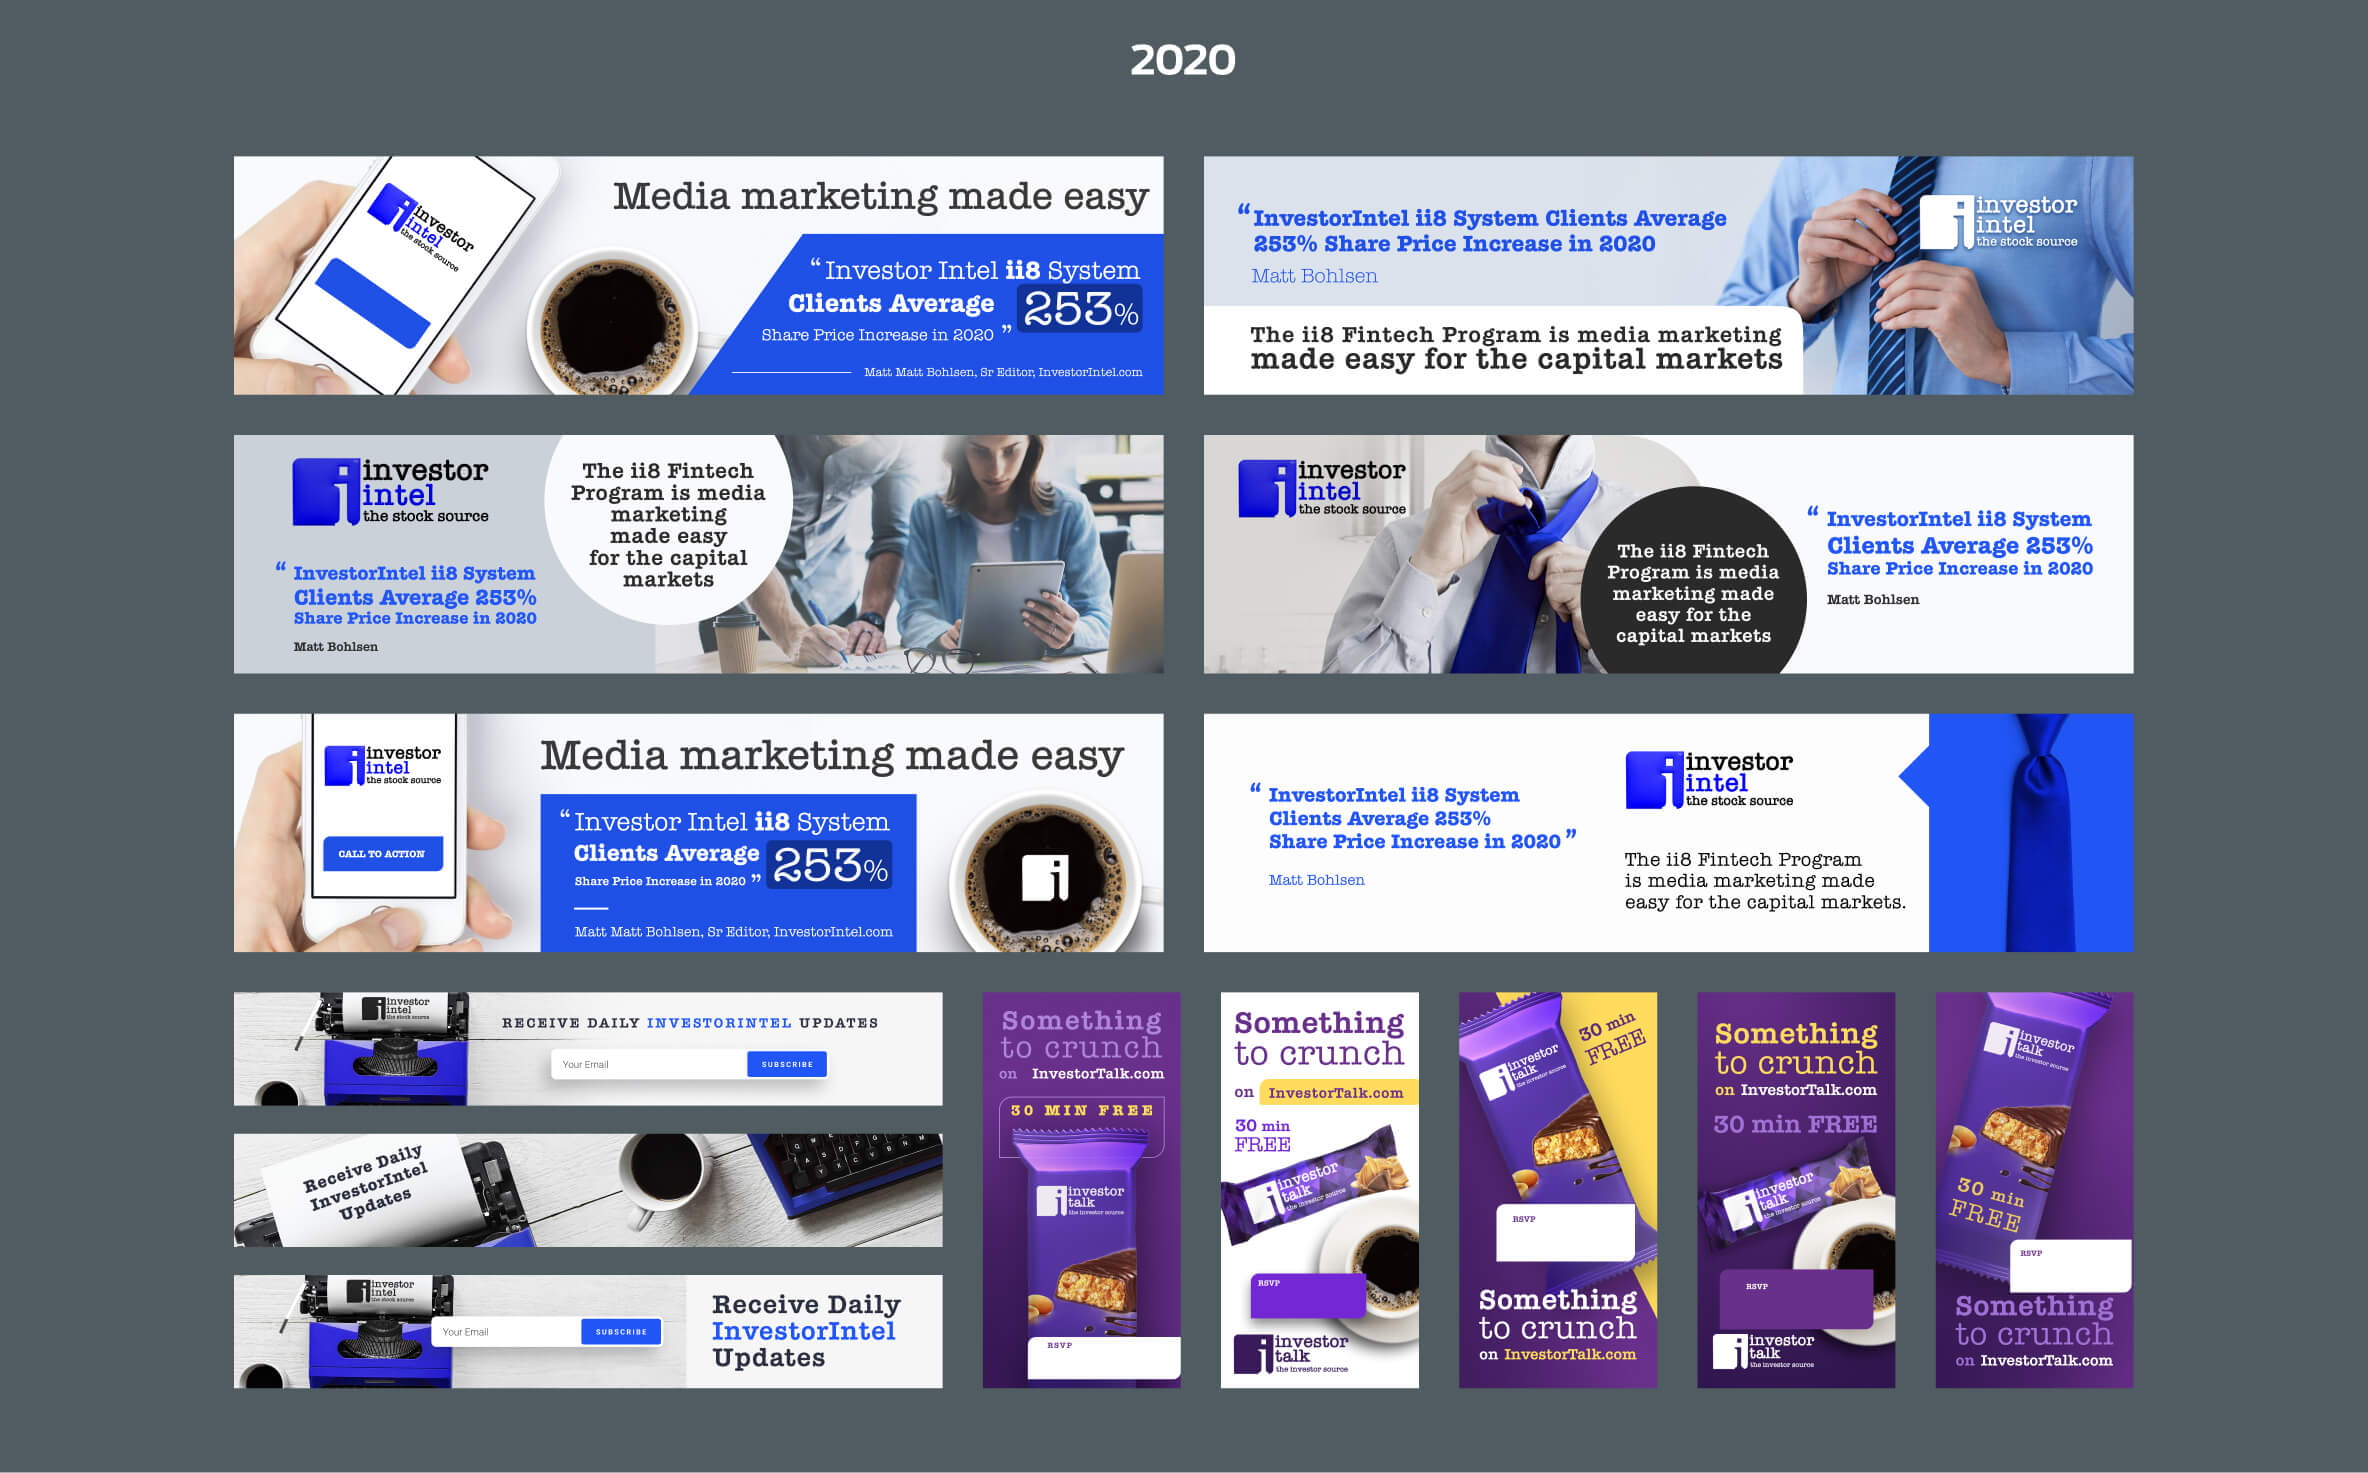 2020
investor
intel
the stock source
Media marketing made easy
“ Investor Intel ii8 System
Clients Average 253%
Share Price Increase in 2020 ”
Matt Matt Bohlsen, Sr Editor, InvestorIntel.com
“ InvestorIntel ii8 System Clients Average
253% Share Price Increase in 2020
Matt Bohlsen
The ii8 Fintech Program is media marketing
made easy for the capital markets
investor
intel
the stock source
investor
intel
the stock source
“ InvestorIntel ii8 System
Clients Average 253%
Share Price Increase in 2020
Matt Bohlsen
The ii8 Fintech
Program is media
marketing
made easy
for the capital
markets
investor
intel
the stock source
The ii8 Fintech
Program is media
marketing made
easy for the
capital markets
“ InvestorIntel ii8 System
Clients Average 253%
Share Price Increase in 2020
Matt Bohlsen
investor
intel
the stock source
CALL TO ACTION
Media marketing made easy
“ Investor Intel ii8 System
Clients Average 253%
Share Price Increase in 2020 ”
Matt Matt Bohlsen, Sr Editor, InvestorIntel.com
“ InvestorIntel ii8 System
Clients Average 253%
Share Price Increase in 2020 ”
Matt Bohlsen
investor
intel
the stock source
The ii8 Fintech Program
is media marketing made
easy for the capital markets.
investor
intel
the stock source
RECEIVE DAILY INVESTORINTEL UPDATES
Your Email
SUBSCRIBE
Receive Daily
InvestorIntel
Updates
investor
intel
the stock source
Your Email
SUBSCRIBE
Receive Daily
InvestorIntel
Updates
Something
to crunch
on InvestorTalk.com
30 MIN FREE
investor
talk
the investor source
RSVP
Something
to crunch
on InvestorTalk.com
30 min
FREE
investor
talk
the investor source
RSVP
investor
talk
the investor source
30 min
FREE
investor
talk
the investor source
RSVP
Something
to crunch
on InvestorTalk.com
Something
to crunch
on InvestorTalk.com
30 min FREE
investor
talk
the investor source
RSVP
investor
talk
the investor source
investor
talk
the investor source
30 min
FREE
RSVP
Something
to crunch
on InvestorTalk.com